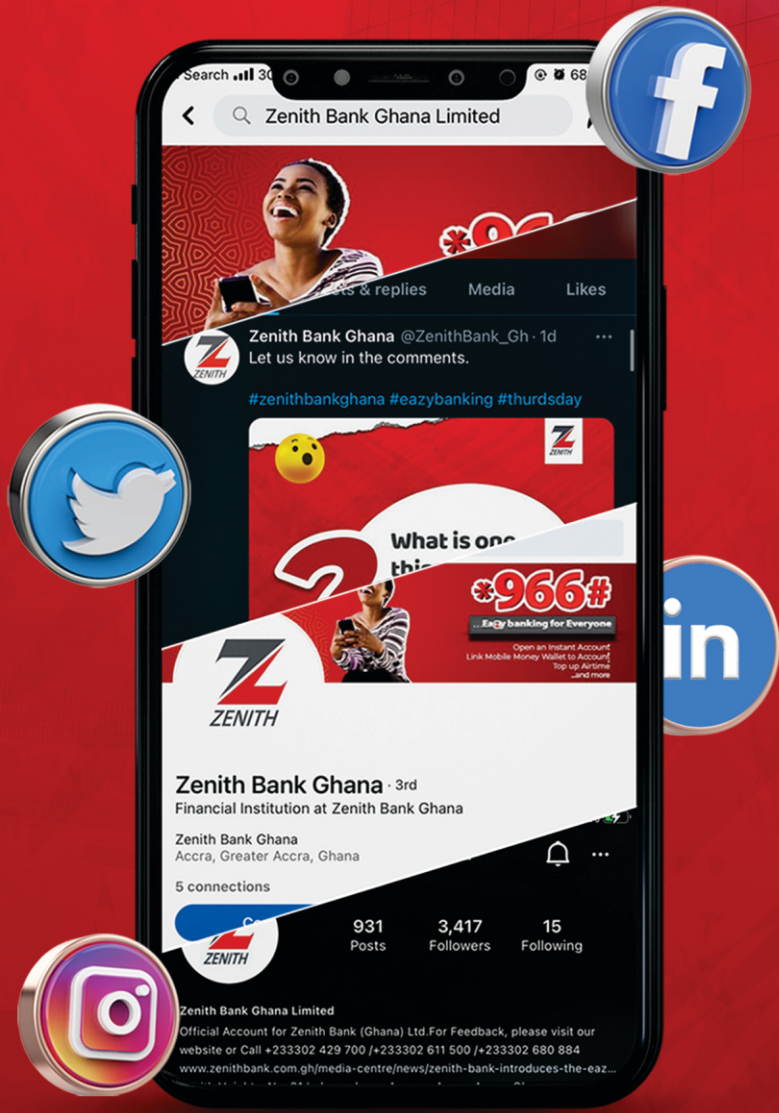 Search 3G 68
Zenith Bank Ghana Limited
*966
& replies Media Likes
Zenith Bank Ghana @ZenithBank_Gh · 1d
Let us know in the comments.
#zenithbankghana #eazybanking #thurdsday
ZENITH
ZENITH
What is one
?
*966#
...Eazy banking for Everyone
Open an Instant Account
Link Mobile Money Wallet to Account
Top up Airtime
...and more
ZENITH
Zenith Bank Ghana · 3rd
Financial Institution at Zenith Bank Ghana
Zenith Bank Ghana
Accra, Greater Accra, Ghana
5 connections
931 3,417 15
Posts Followers Following
ZENITH
Zenith Bank Ghana Limited
Official Account for Zenith Bank (Ghana) Ltd.For Feedback, please visit our
website or Call +233302 429 700 /+233302 611 500 /+233302 680 884
www.zenithbank.com.gh/media-centre/news/zenith-bank-introduces-the-eaz...
f
in